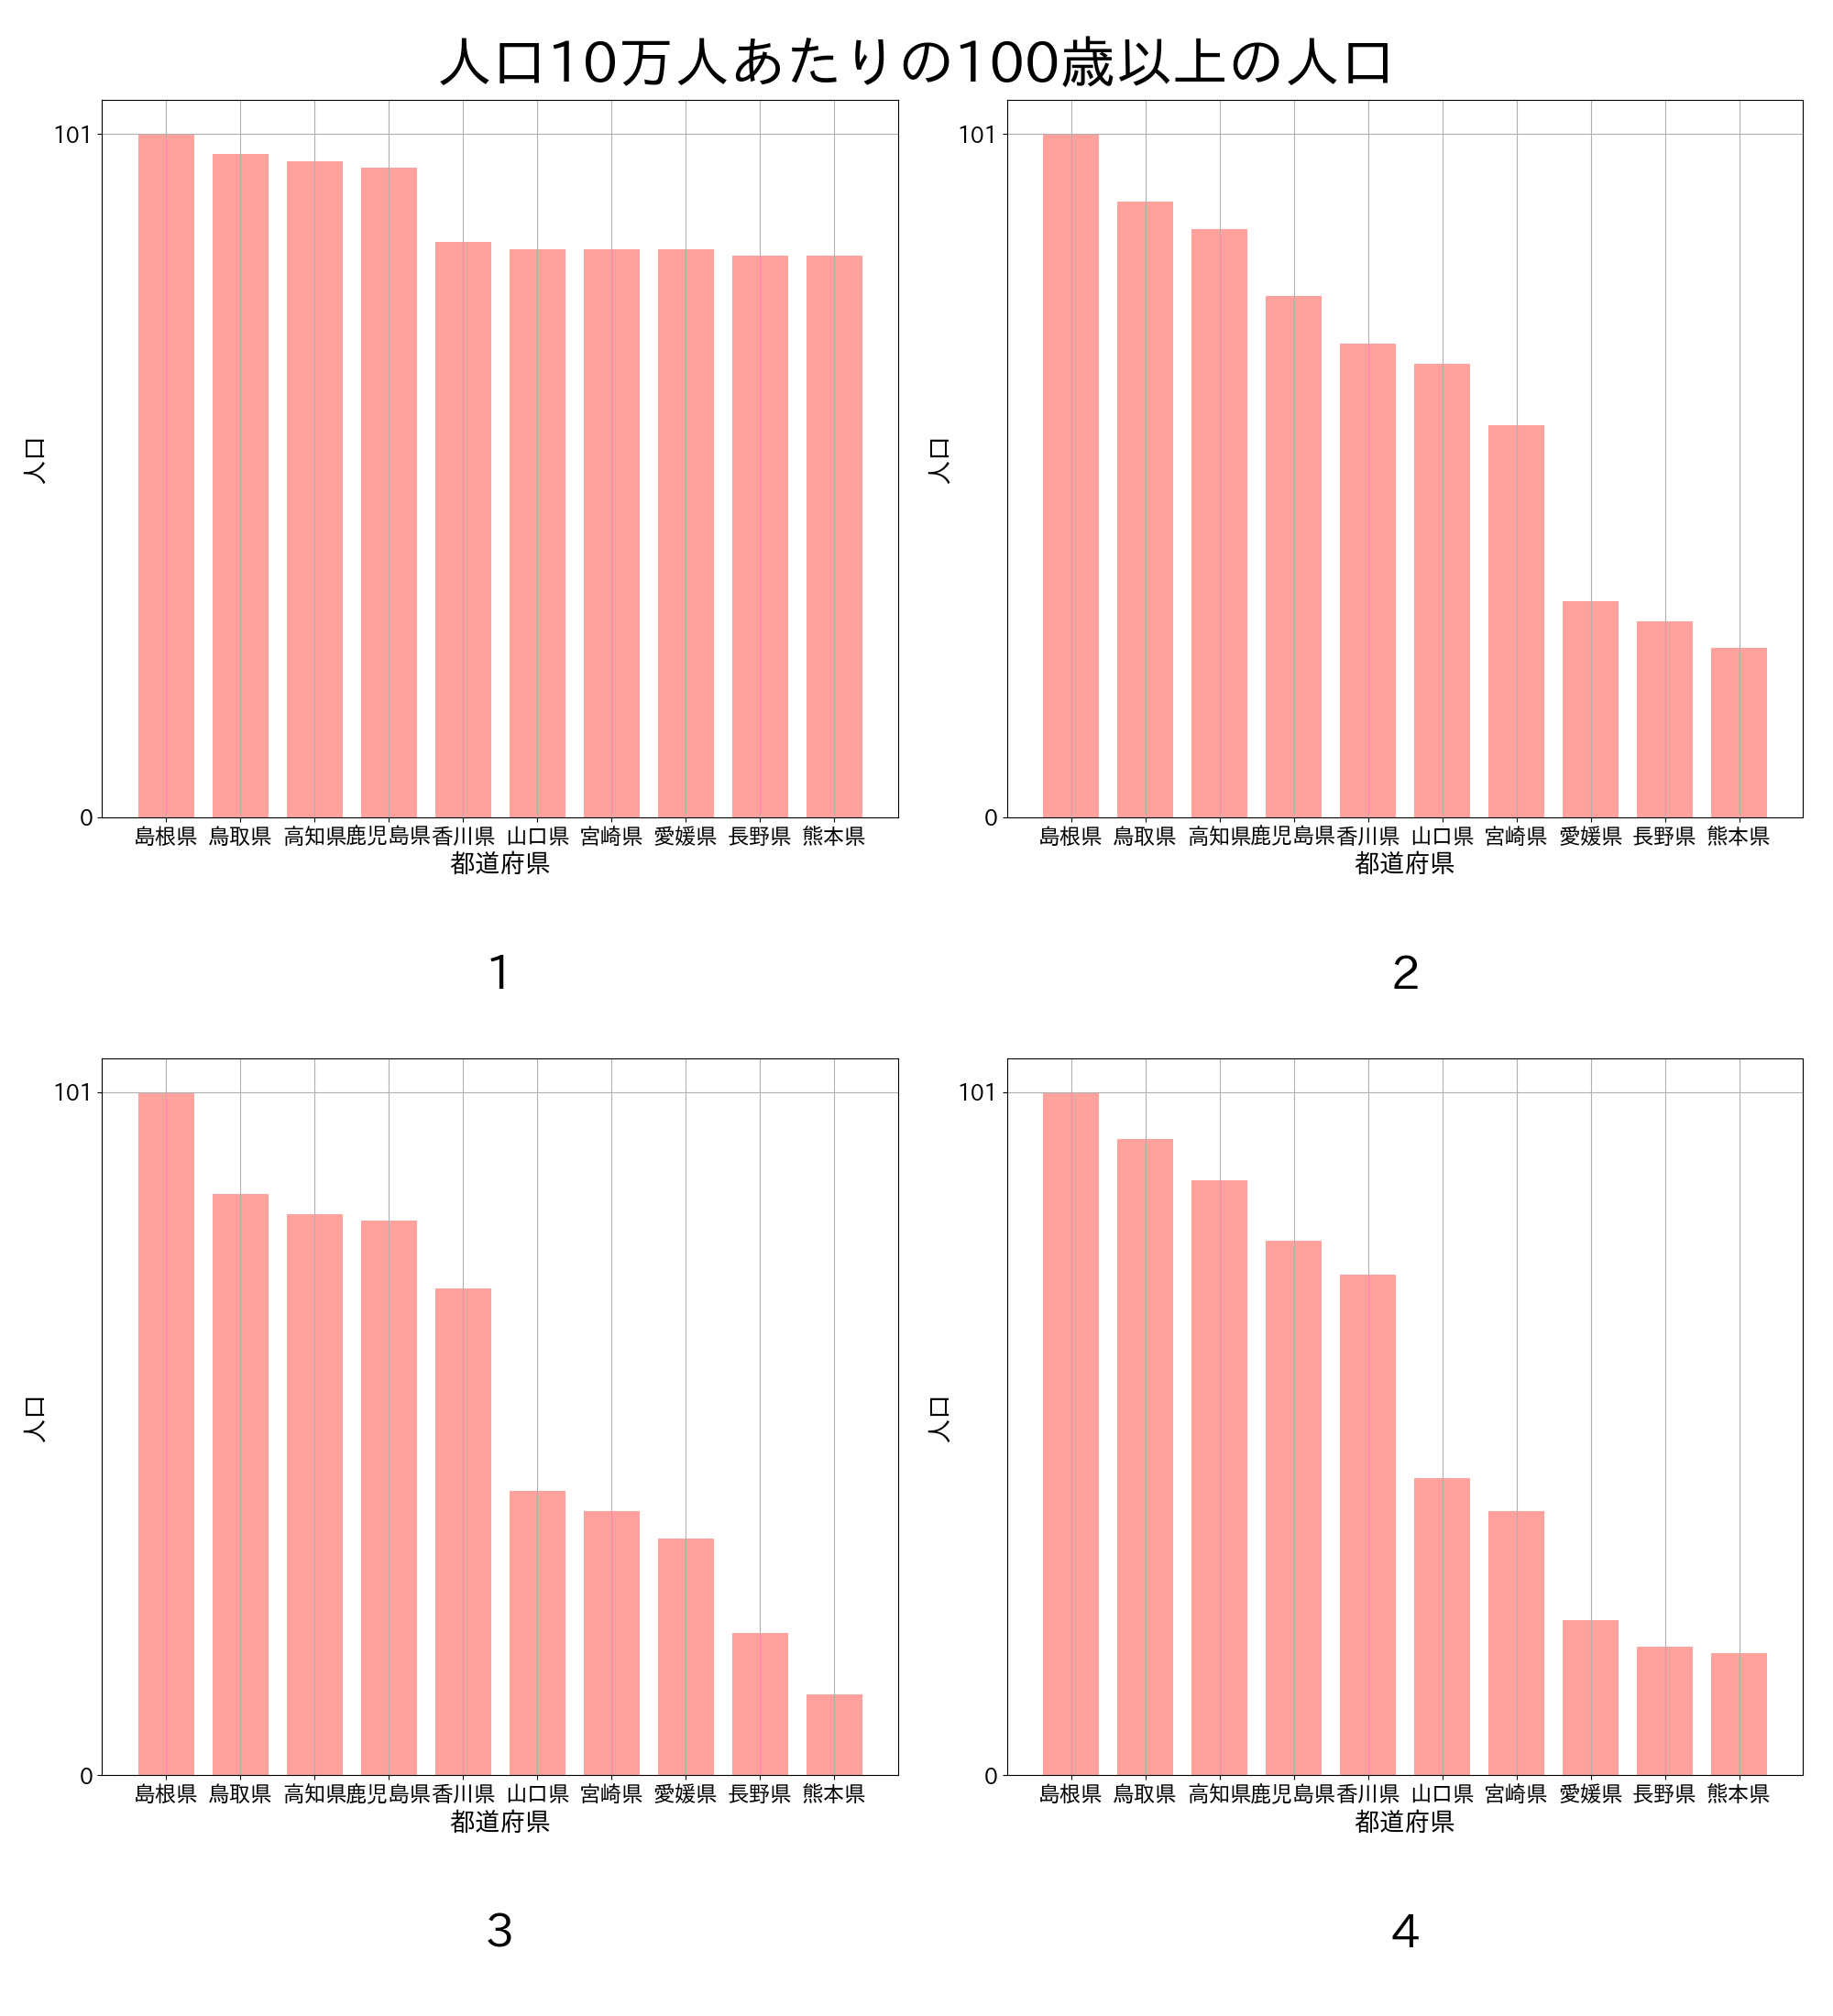 人口10万人あたりの100歳以上の人口
101
0
人口
島根県 鳥取県 高知県 鹿児島県 香川県 山口県 宮崎県 愛媛県 長野県 熊本県
都道府県
1
101
0
人口
島根県 鳥取県 高知県 鹿児島県 香川県 山口県 宮崎県 愛媛県 長野県 熊本県
都道府県
2
101
0
人口
島根県 鳥取県 高知県 鹿児島県 香川県 山口県 宮崎県 愛媛県 長野県 熊本県
都道府県
3
101
0
人口
島根県 鳥取県 高知県 鹿児島県 香川県 山口県 宮崎県 愛媛県 長野県 熊本県
都道府県
4